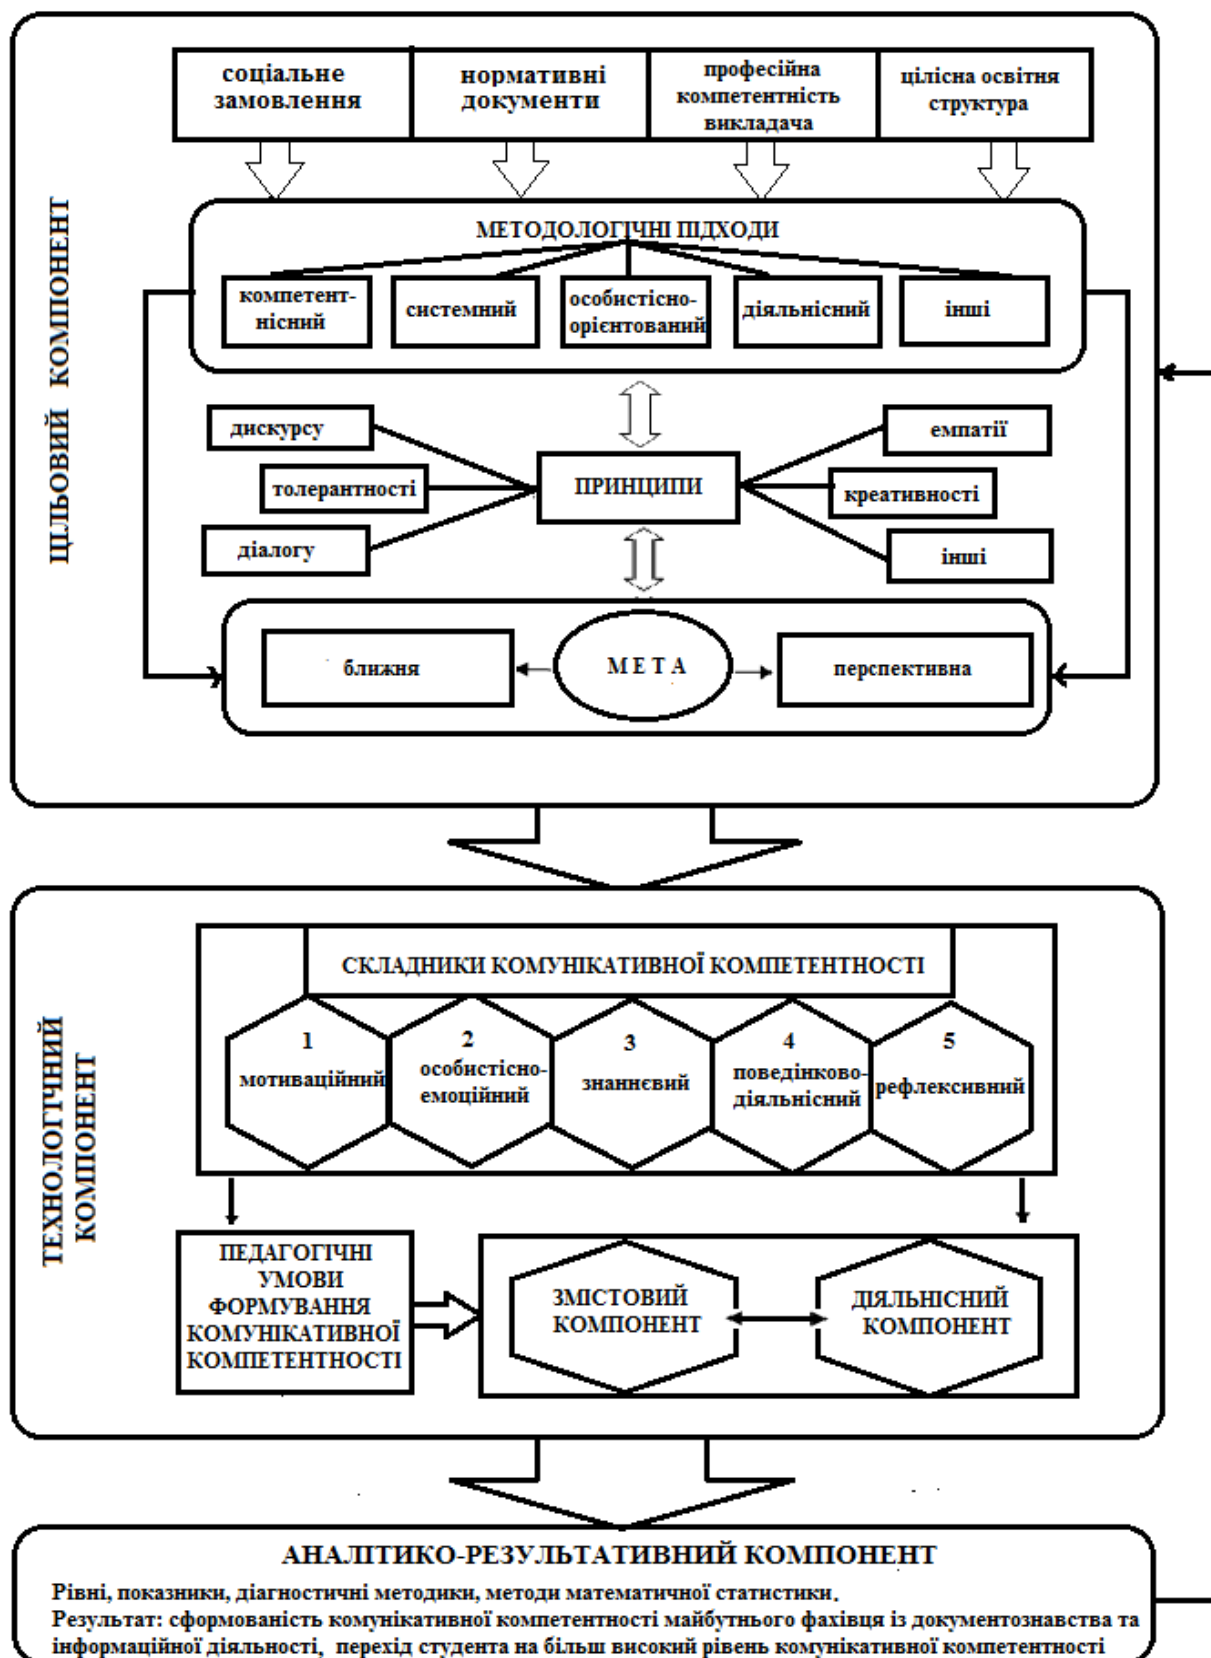 соціальне
замовлення
нормативні
документи
професійна
компетентність
викладача
цілісна освітня
структура
ЦІЛЬОВИЙ КОМПОНЕНТ
МЕТОДОЛОГІЧНІ ПІДХОДИ
компетент-
нісний
системний
особистісно-
орієнтований
діяльнісний
інші
дискурсу
толерантності
діалогу
ПРИНЦИПИ
емпатії
креативності
інші
ближня
МЕТА
перспективна
ТЕХНОЛОГІЧНИЙ
КОМПОНЕНТ
СКЛАДНИКИ КОМУНІКАТИВНОЇ КОМПЕТЕНТНОСТІ
1
мотиваційний
2
особистісно-
емоційний
3
знаннєвий
4
поведінково-
діяльнісний
5
рефлексивний
ПЕДАГОГІЧНІ
УМОВИ
ФОРМУВАННЯ
КОМУНІКАТИВНОЇ
КОМПЕТЕНТНОСТІ
ЗМІСТОВИЙ
КОМПОНЕНТ
ДІЯЛЬНІСНИЙ
КОМПОНЕНТ
АНАЛІТИКО-РЕЗУЛЬТАТИВНИЙ КОМПОНЕНТ
Рівні, показники, діагностичні методики, методи математичної статистики.
Результат: сформованість комунікативної компетентності майбутнього фахівця із документознавства та
інформаційної діяльності, перехід студента на більш високий рівень комунікативної компетентності